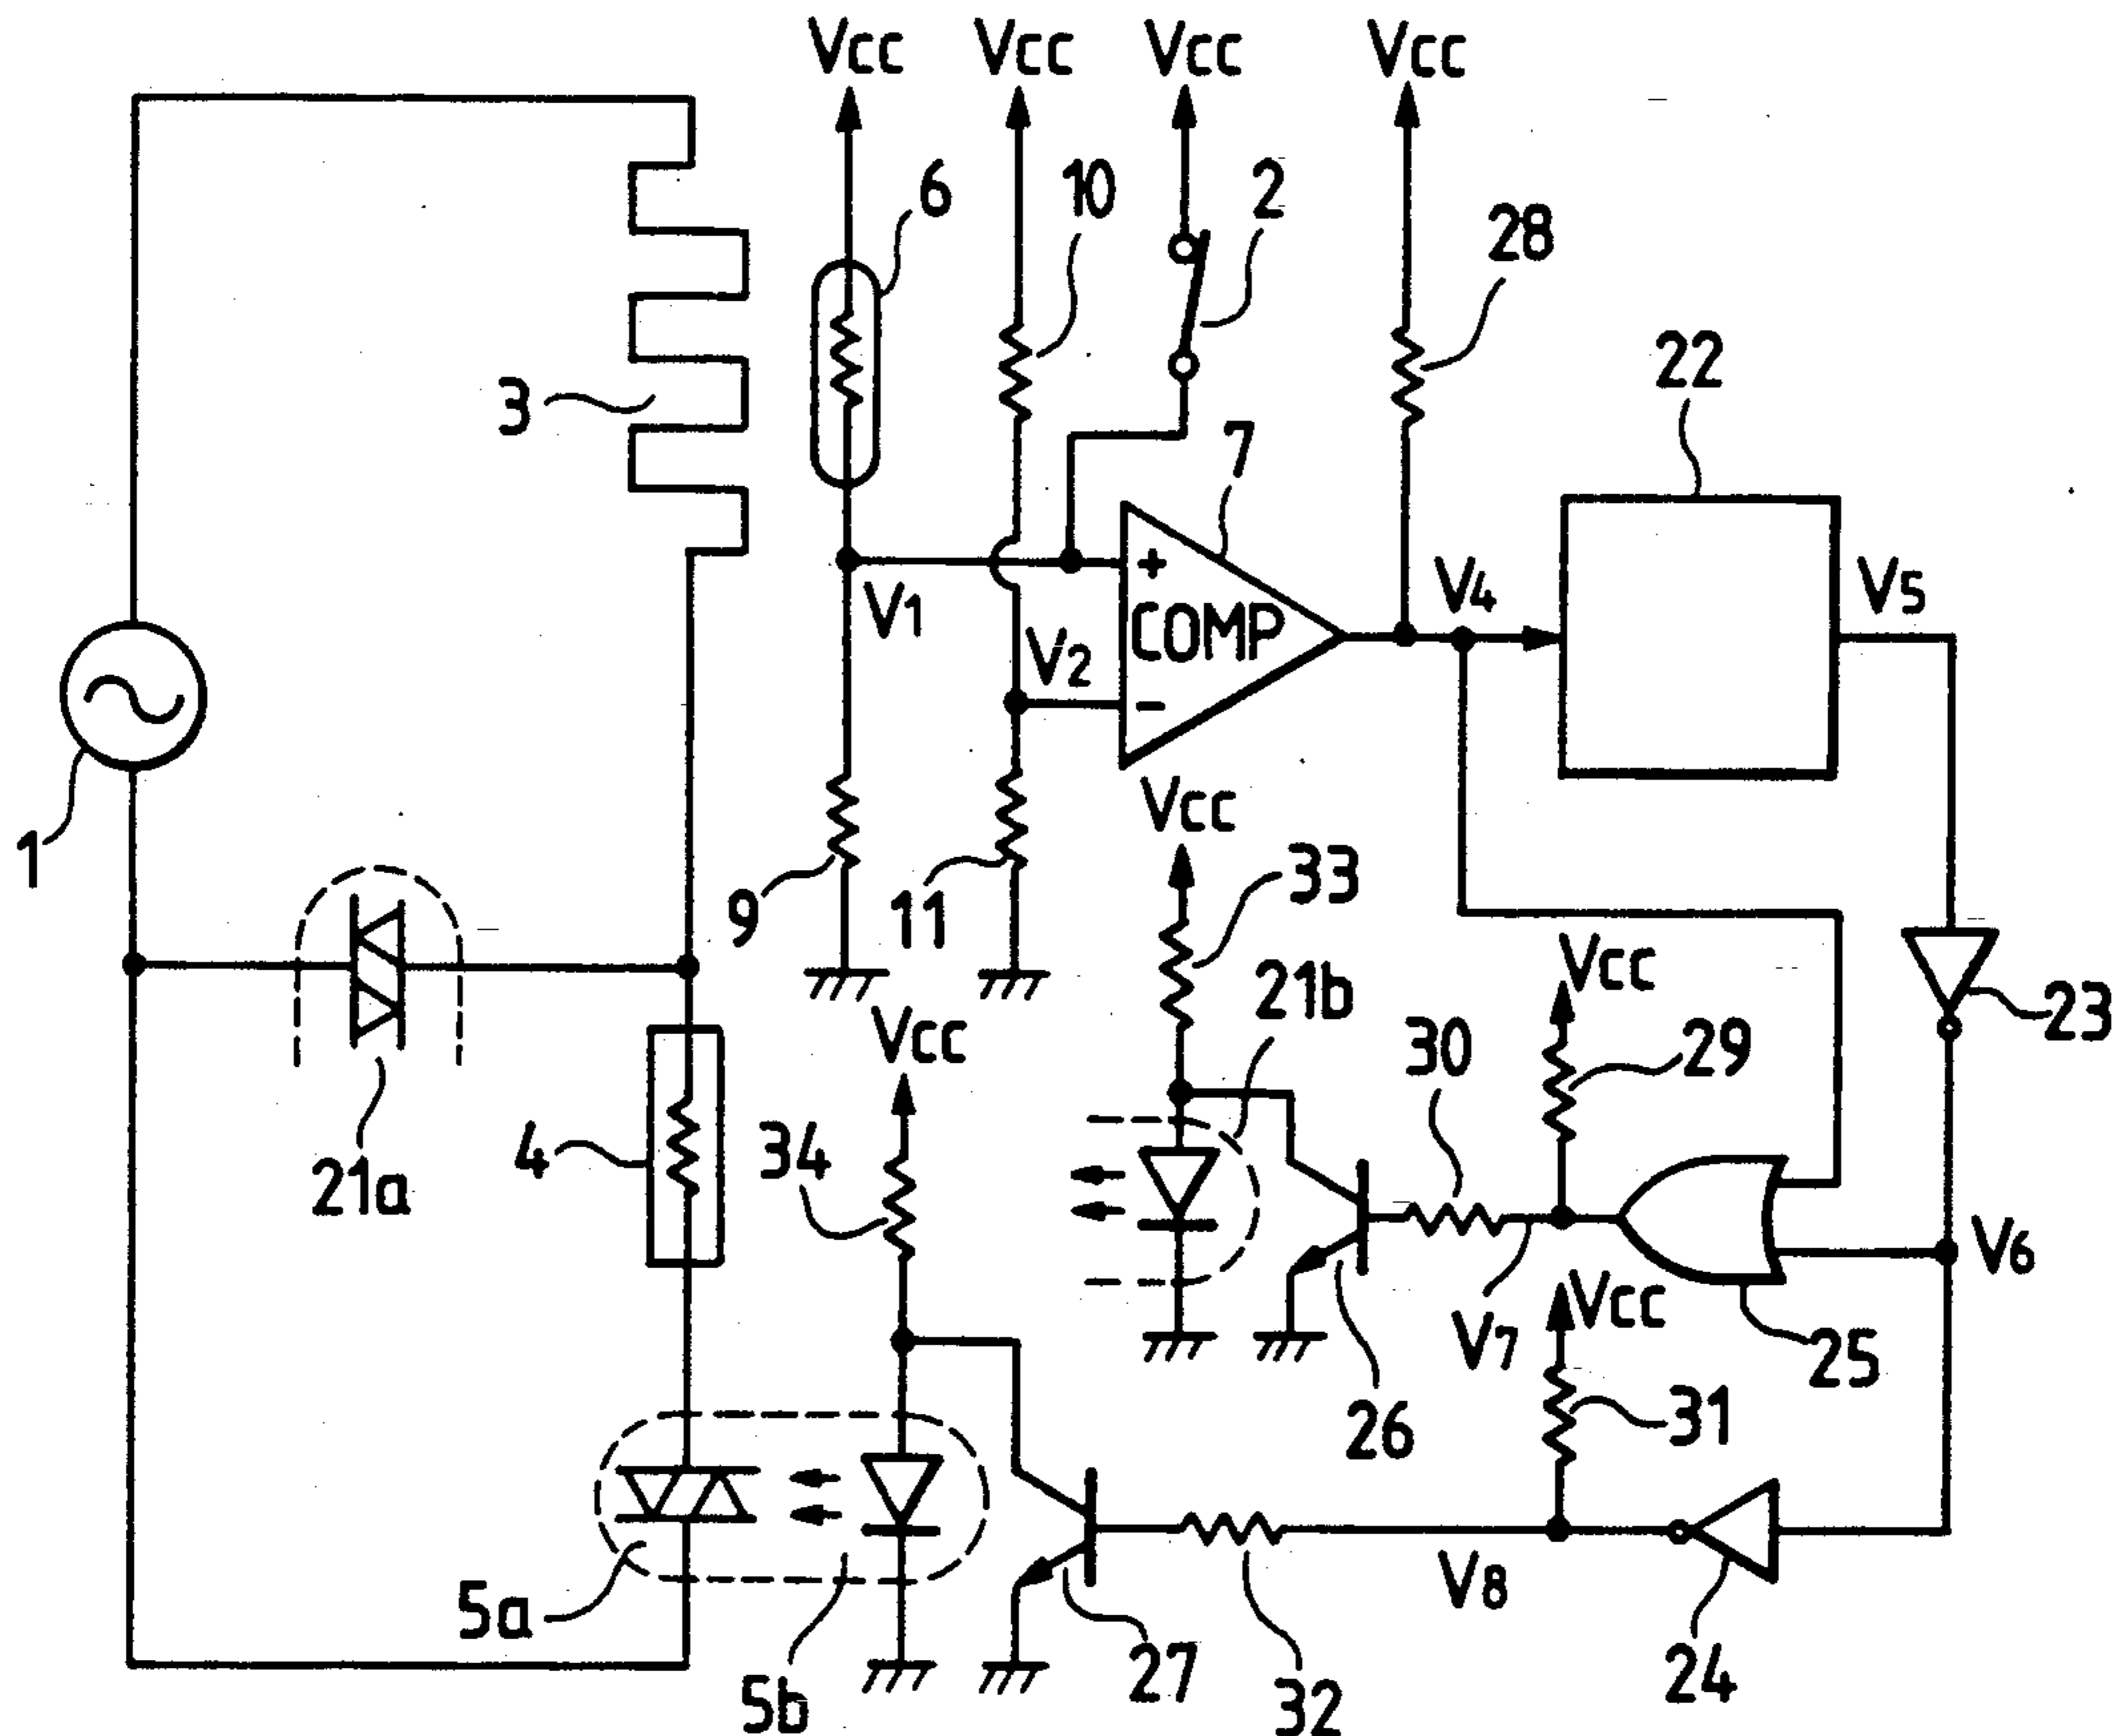 Vcc Vcc Vcc Vcc
6 10 2 28
22
3
7
V1 V2 COMP V4 V5
+
-
1
Vcc
9 11 33
21b Vcc 23
Vcc 30 29
21a 4 34
V6
V7 Vcc 25
26 31
5a V8
5b 27 32 24